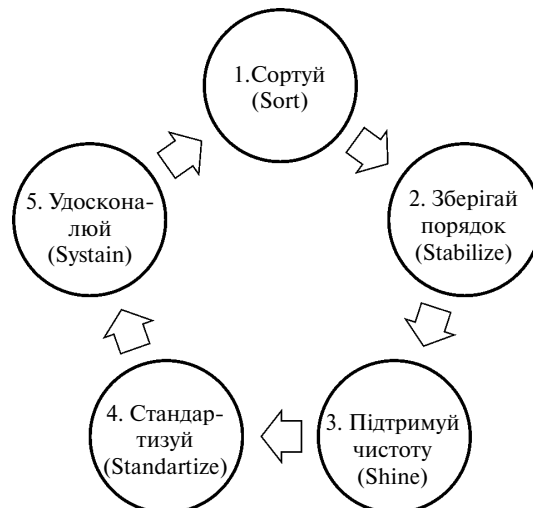 1.Сортуй
(Sort)
2. Зберігай
порядок
(Stabilize)
3. Підтримуй
чистоту
(Shine)
4. Стандар-
тизуй
(Standartize)
5. Удоскона-
люй
(Systain)